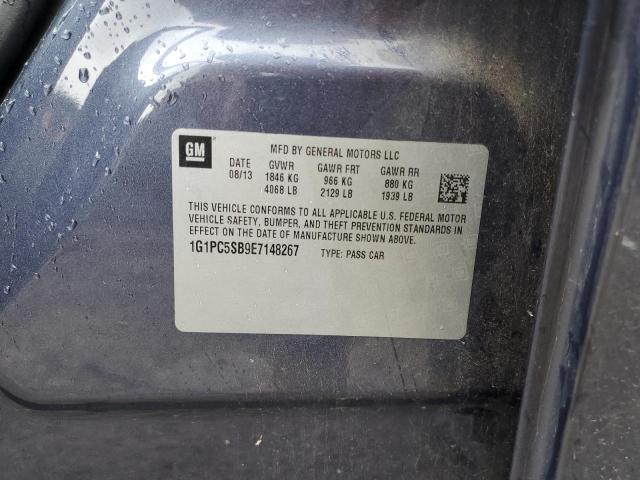 GM
MFD BY GENERAL MOTORS LLC
DATE GVWR GAWR FRT GAWR RR
08/13 1846 KG 966 KG 880 KG
4068 LB 2129 LB 1939 LB
THIS VEHICLE CONFORMS TO ALL APPLICABLE U.S. FEDERAL MOTOR
VEHICLE SAFETY, BUMPER, AND THEFT PREVENTION STANDARDS IN
EFFECT ON THE DATE OF MANUFACTURE SHOWN ABOVE.
1G1PC5SB9E7148267 TYPE: PASS CAR